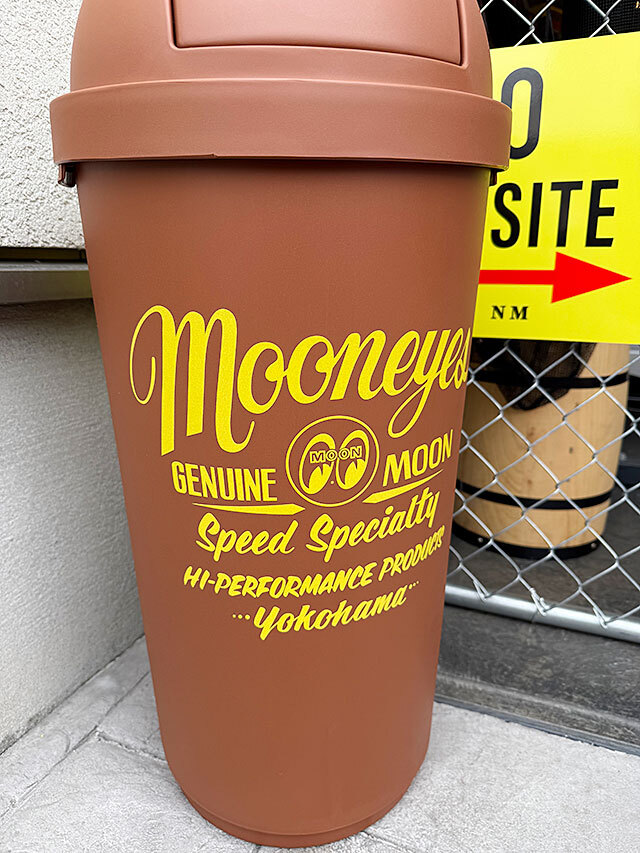 Mooneyes
GENUINE MOON MOON
Speed Specialty
HI-PERFORMANCE PRODUCTS
...Yokohama...
SITE
NM